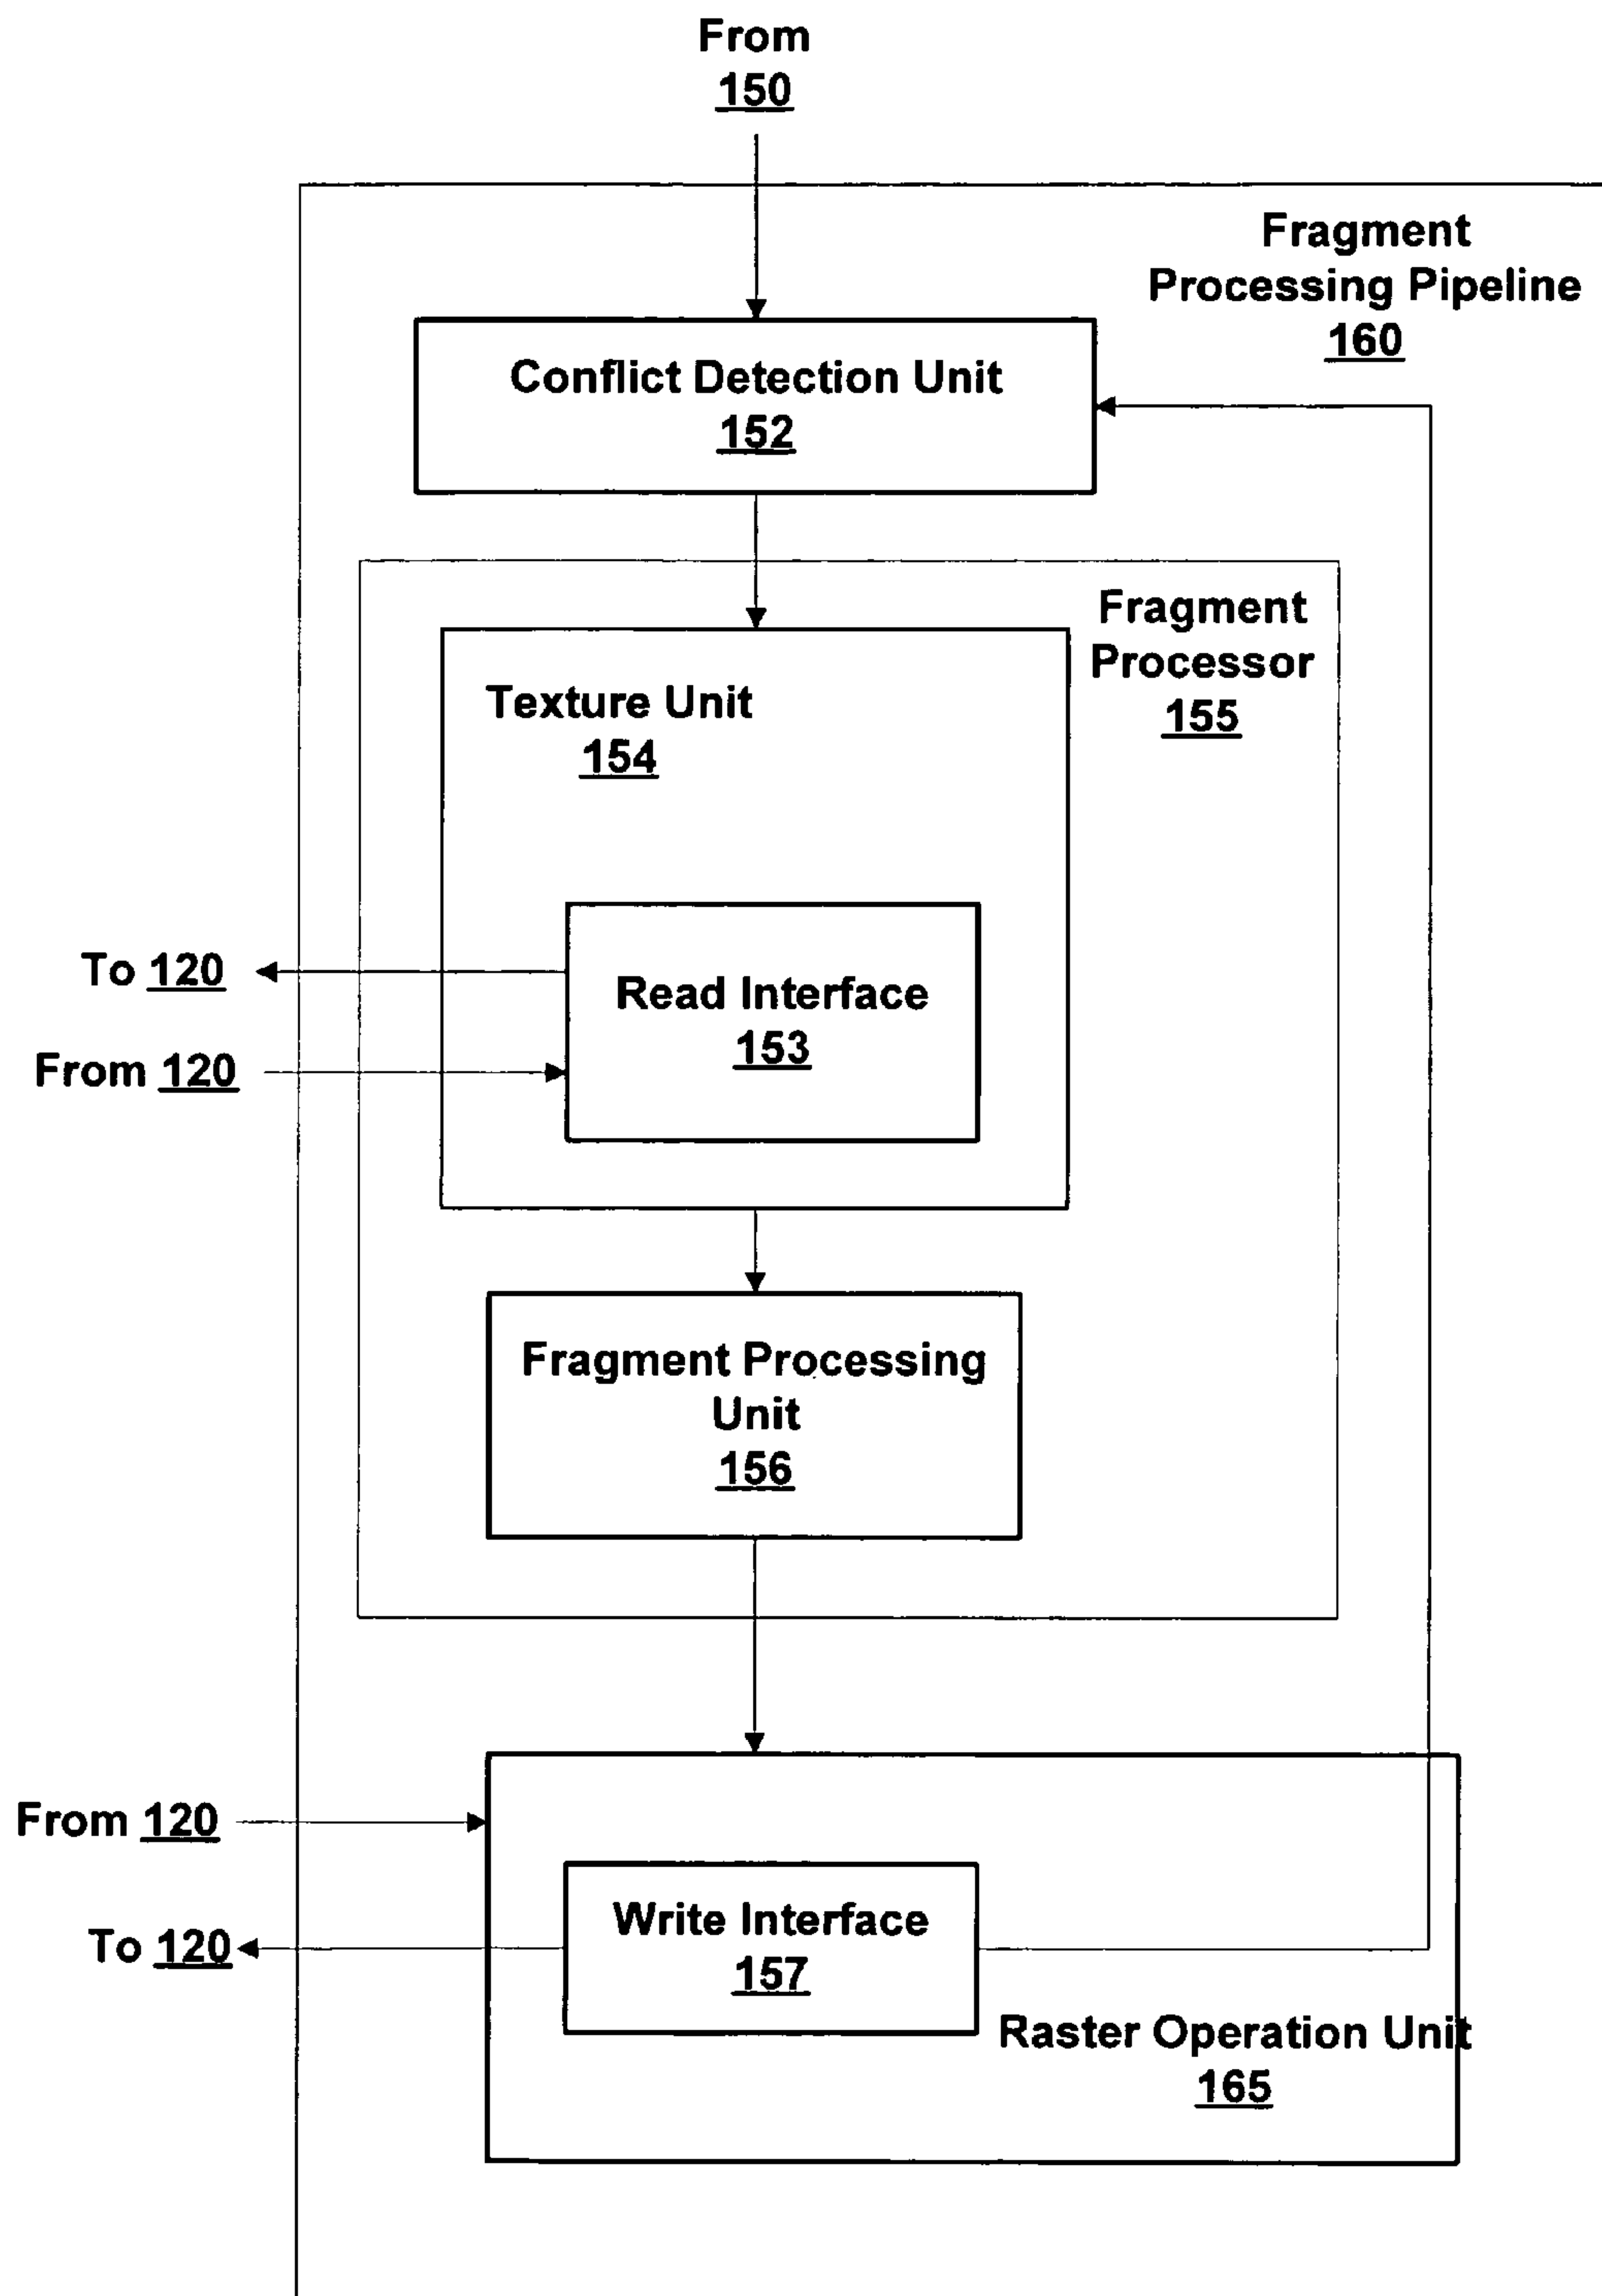 From
150
Fragment
Processing Pipeline
160
Conflict Detection Unit
152
Fragment
Processor
155
Texture Unit
154
To 120
Read Interface
153
From 120
Fragment Processing
Unit
156
From 120
Write Interface
To 120
157
Raster Operation Unit
165